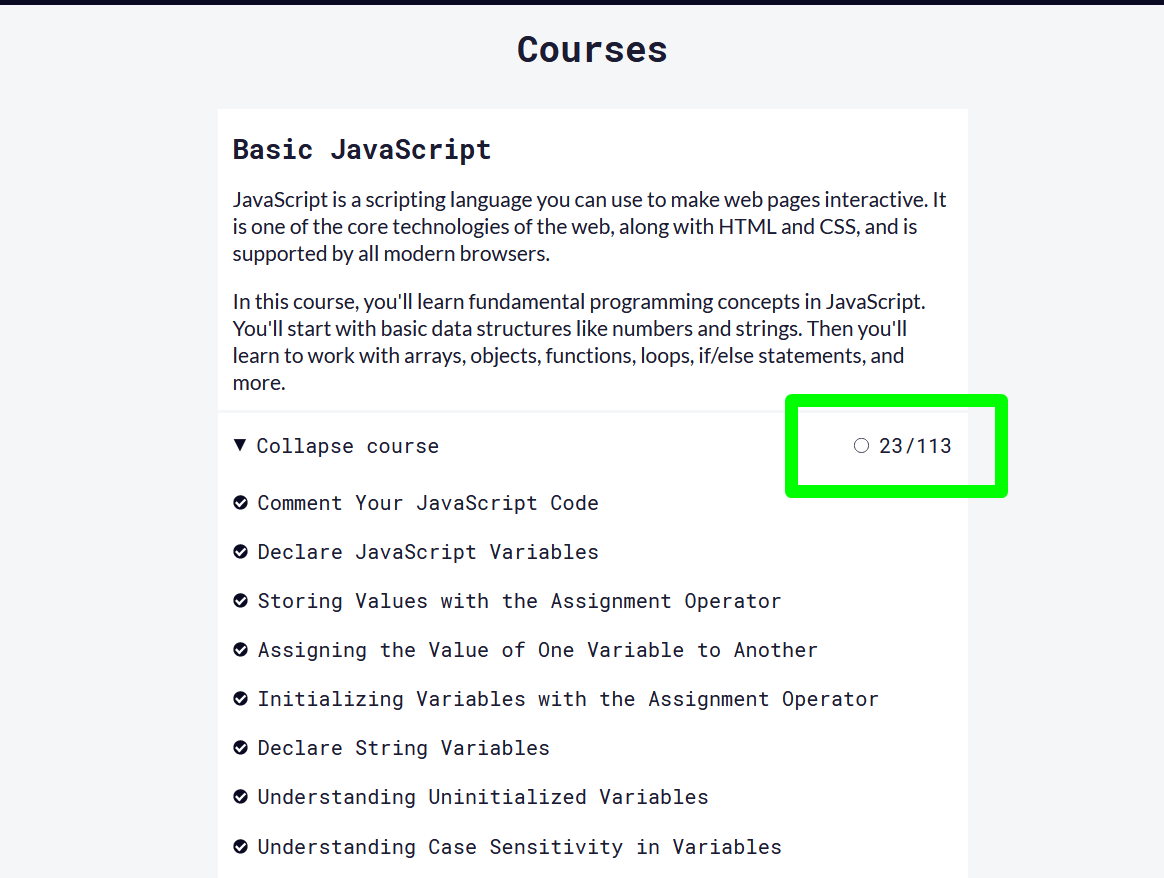 Courses
Basic JavaScript
JavaScript is a scripting language you can use to make web pages interactive. It
is one of the core technologies of the web, along with HTML and CSS, and is
supported by all modern browsers.
In this course, you'll learn fundamental programming concepts in JavaScript.
You'll start with basic data structures like numbers and strings. Then you'll
learn to work with arrays, objects, functions, loops, if/else statements, and
more.
Collapse course 23/113
Comment Your JavaScript Code
Declare JavaScript Variables
Storing Values with the Assignment Operator
Assigning the Value of One Variable to Another
Initializing Variables with the Assignment Operator
Declare String Variables
Understanding Uninitialized Variables
Understanding Case Sensitivity in Variables